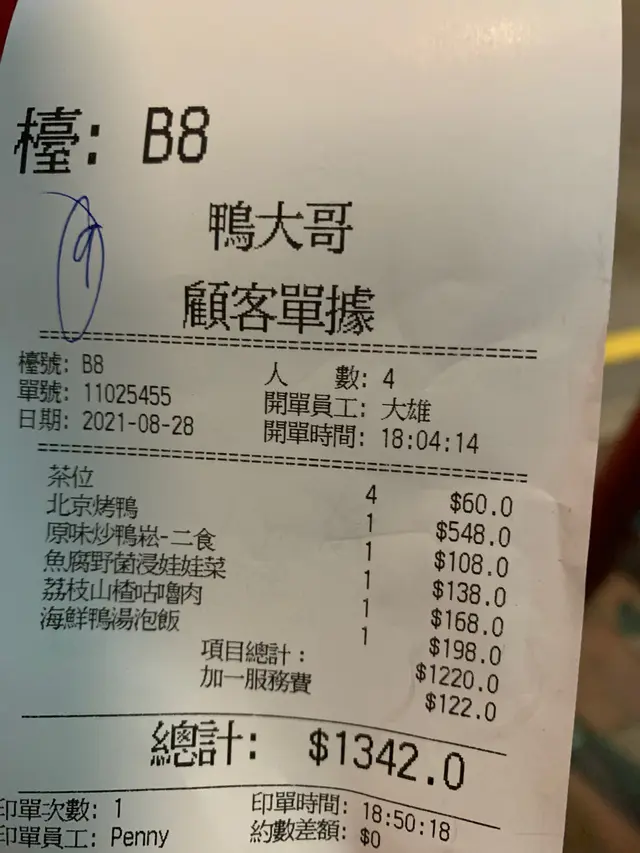 檯: B8
鴨大哥
顧客單據
檯號: B8 人 數: 4
單號: 11025455 開單員工: 大雄
日期: 2021-08-28 開單時間: 18:04:14
茶位 4 $60.0
北京烤鴨 1 $548.0
原味炒鴨崧-二食 1 $108.0
魚腐野菌浸娃娃菜 1 $138.0
荔枝山楂咕嚕肉 1 $168.0
海鮮鴨湯泡飯 1 $198.0
項目總計: $1220.0
加一服務費 $122.0
總計: $1342.0
印單次數: 1 印單時間: 18:50:18
印單員工: Penny 約數差額: $0